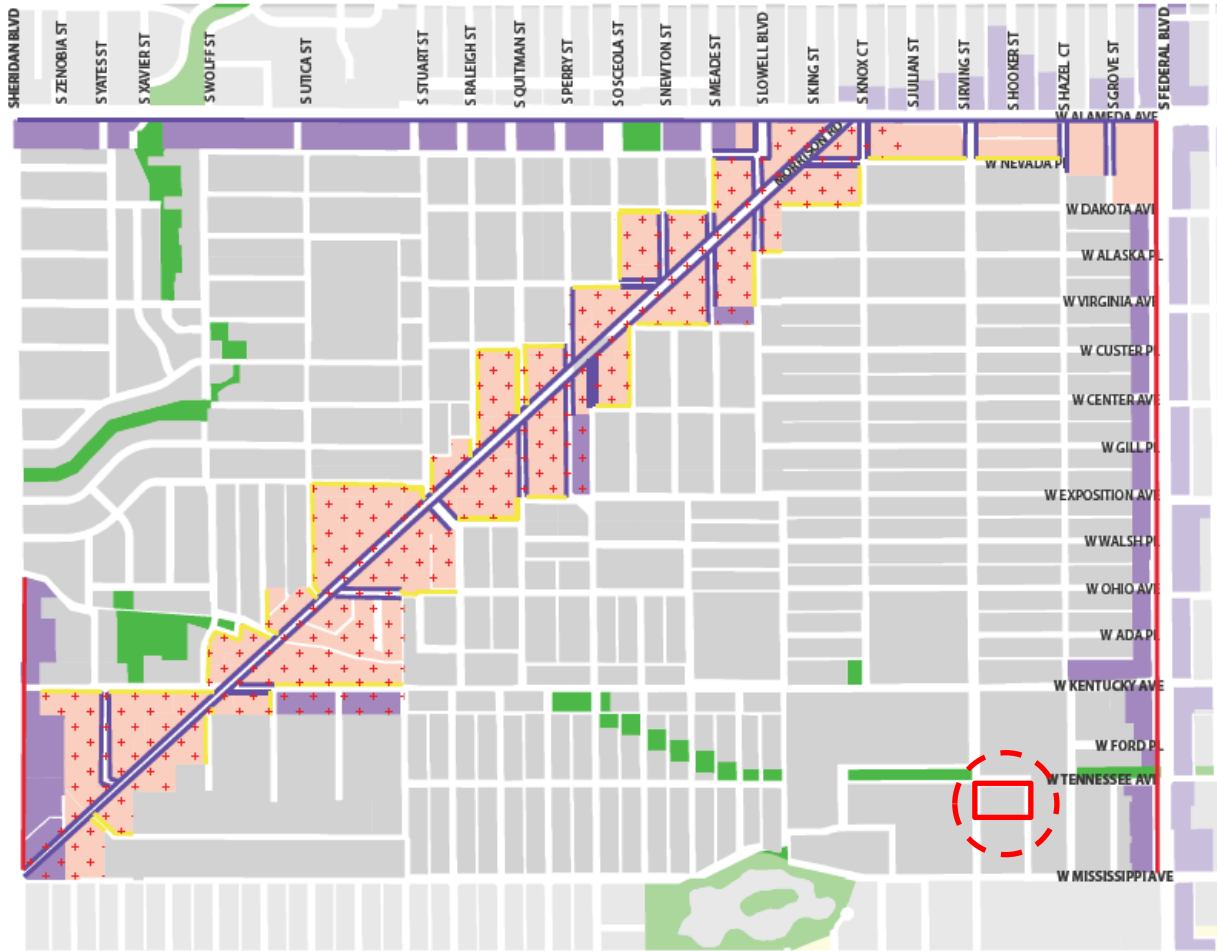 SHERIDAN BLVD
S ZENOBIA ST
S YATES ST
S XAVIER ST
S WOLFF ST
S UTICA ST
S STUART ST
S RALEIGH ST
S QUITMAN ST
S PERRY ST
S OSCEOLA ST
S NEWTON ST
S MEADE ST
S LOWELL BLVD
S KING ST
S KNOX CT
S JULIAN ST
S IRVING ST
S HOOKER ST
S HAZEL CT
S GROVE ST
S FEDERAL BLVD
W ALAMEDA AVE
MORRISON RD
W NEVADA PL
W DAKOTA AVE
W ALASKA PL
W VIRGINIA AVE
W CUSTER PL
W CENTER AVE
W GILL PL
W EXPOSITION AVE
W WALSH PL
W OHIO AVE
W ADA PL
W KENTUCKY AVE
W FORD PL
W TENNESSEE AVE
W MISSISSIPPI AVE